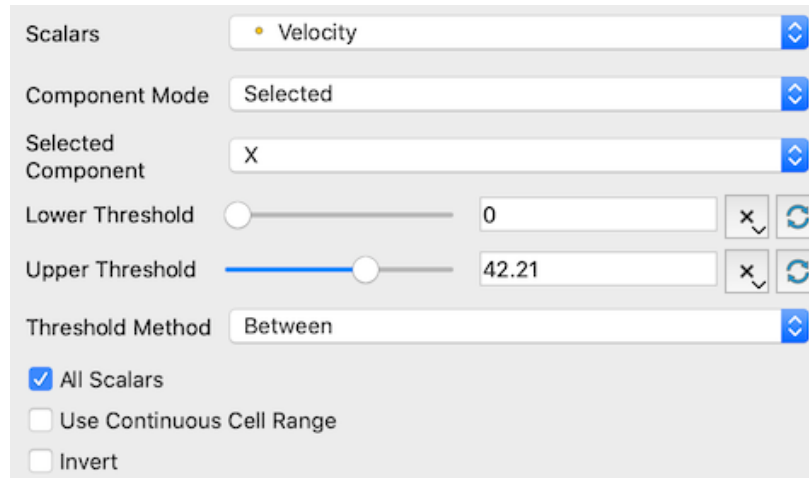 Scalars
Velocity
Component Mode
Selected
Selected
Component
X
Lower Threshold
0
Upper Threshold
42.21
Threshold Method
Between
All Scalars
Use Continuous Cell Range
Invert